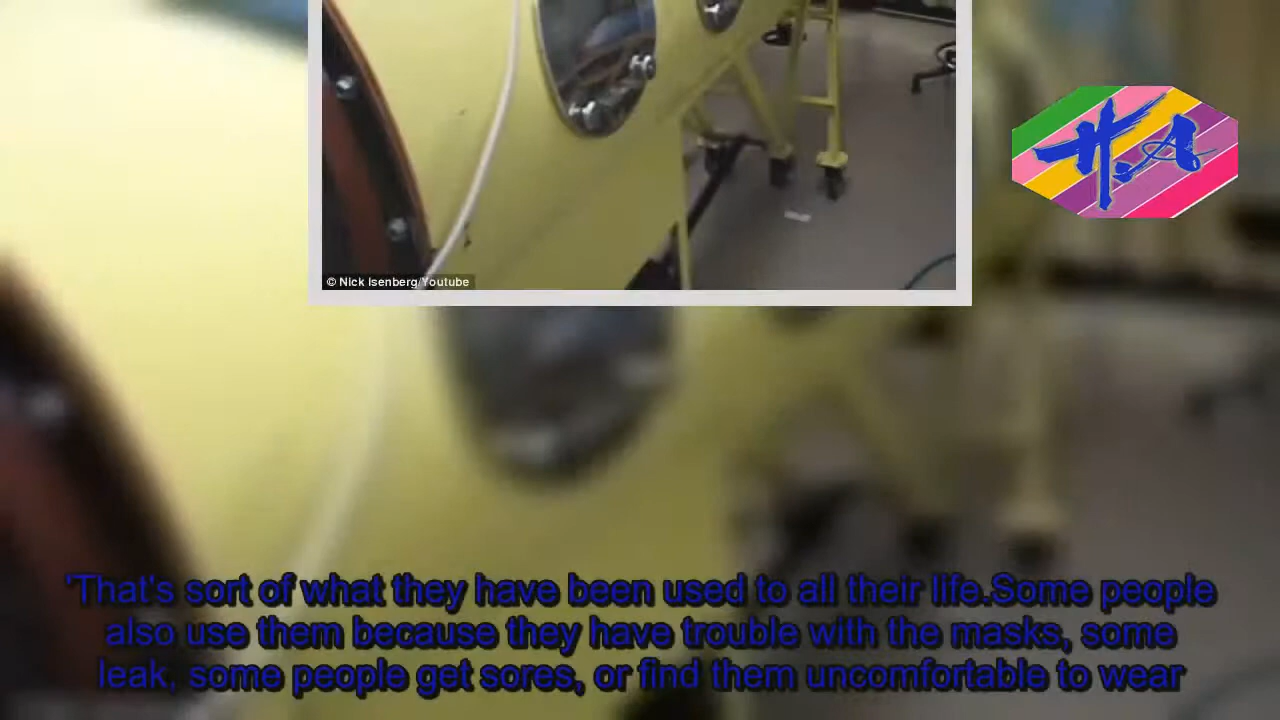 H.A
© Nick Isenberg/Youtube
'That's sort of what they have been used to all their life.Some people
also use them because they have trouble with the masks, some
leak, some people get sores, or find them uncomfortable to wear